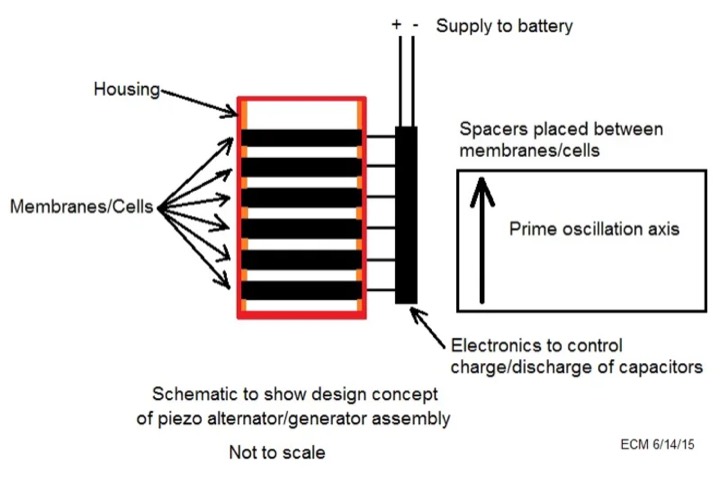 + - Supply to battery
Housing
Spacers placed between
membranes/cells
Membranes/Cells
Prime oscillation axis
Electronics to control
charge/discharge of capacitors
Schematic to show design concept
of piezo alternator/generator assembly
Not to scale
ECM 6/14/15